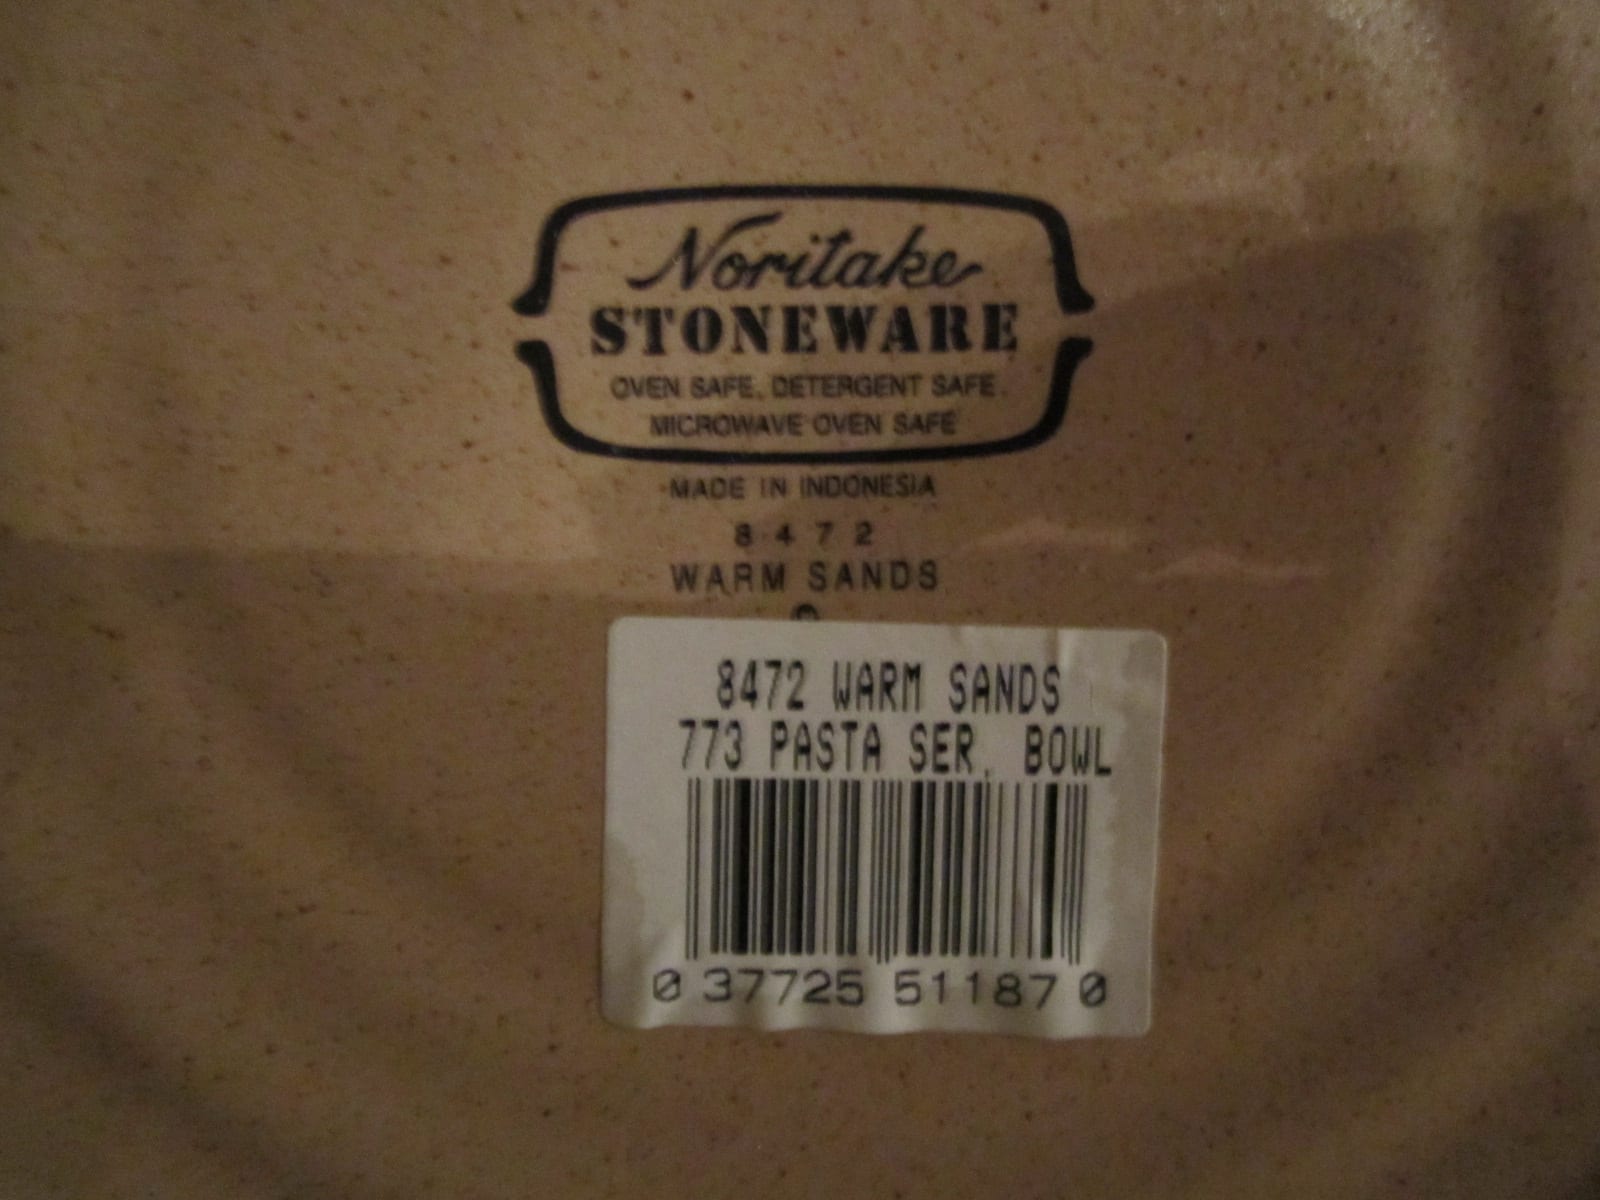 Noritake
STONEWARE
OVEN SAFE, DETERGENT SAFE,
MICROWAVE OVEN SAFE
MADE IN INDONESIA
8472
WARM SANDS
8472 WARM SANDS
773 PASTA SER. BOWL
0 37725 51187 0